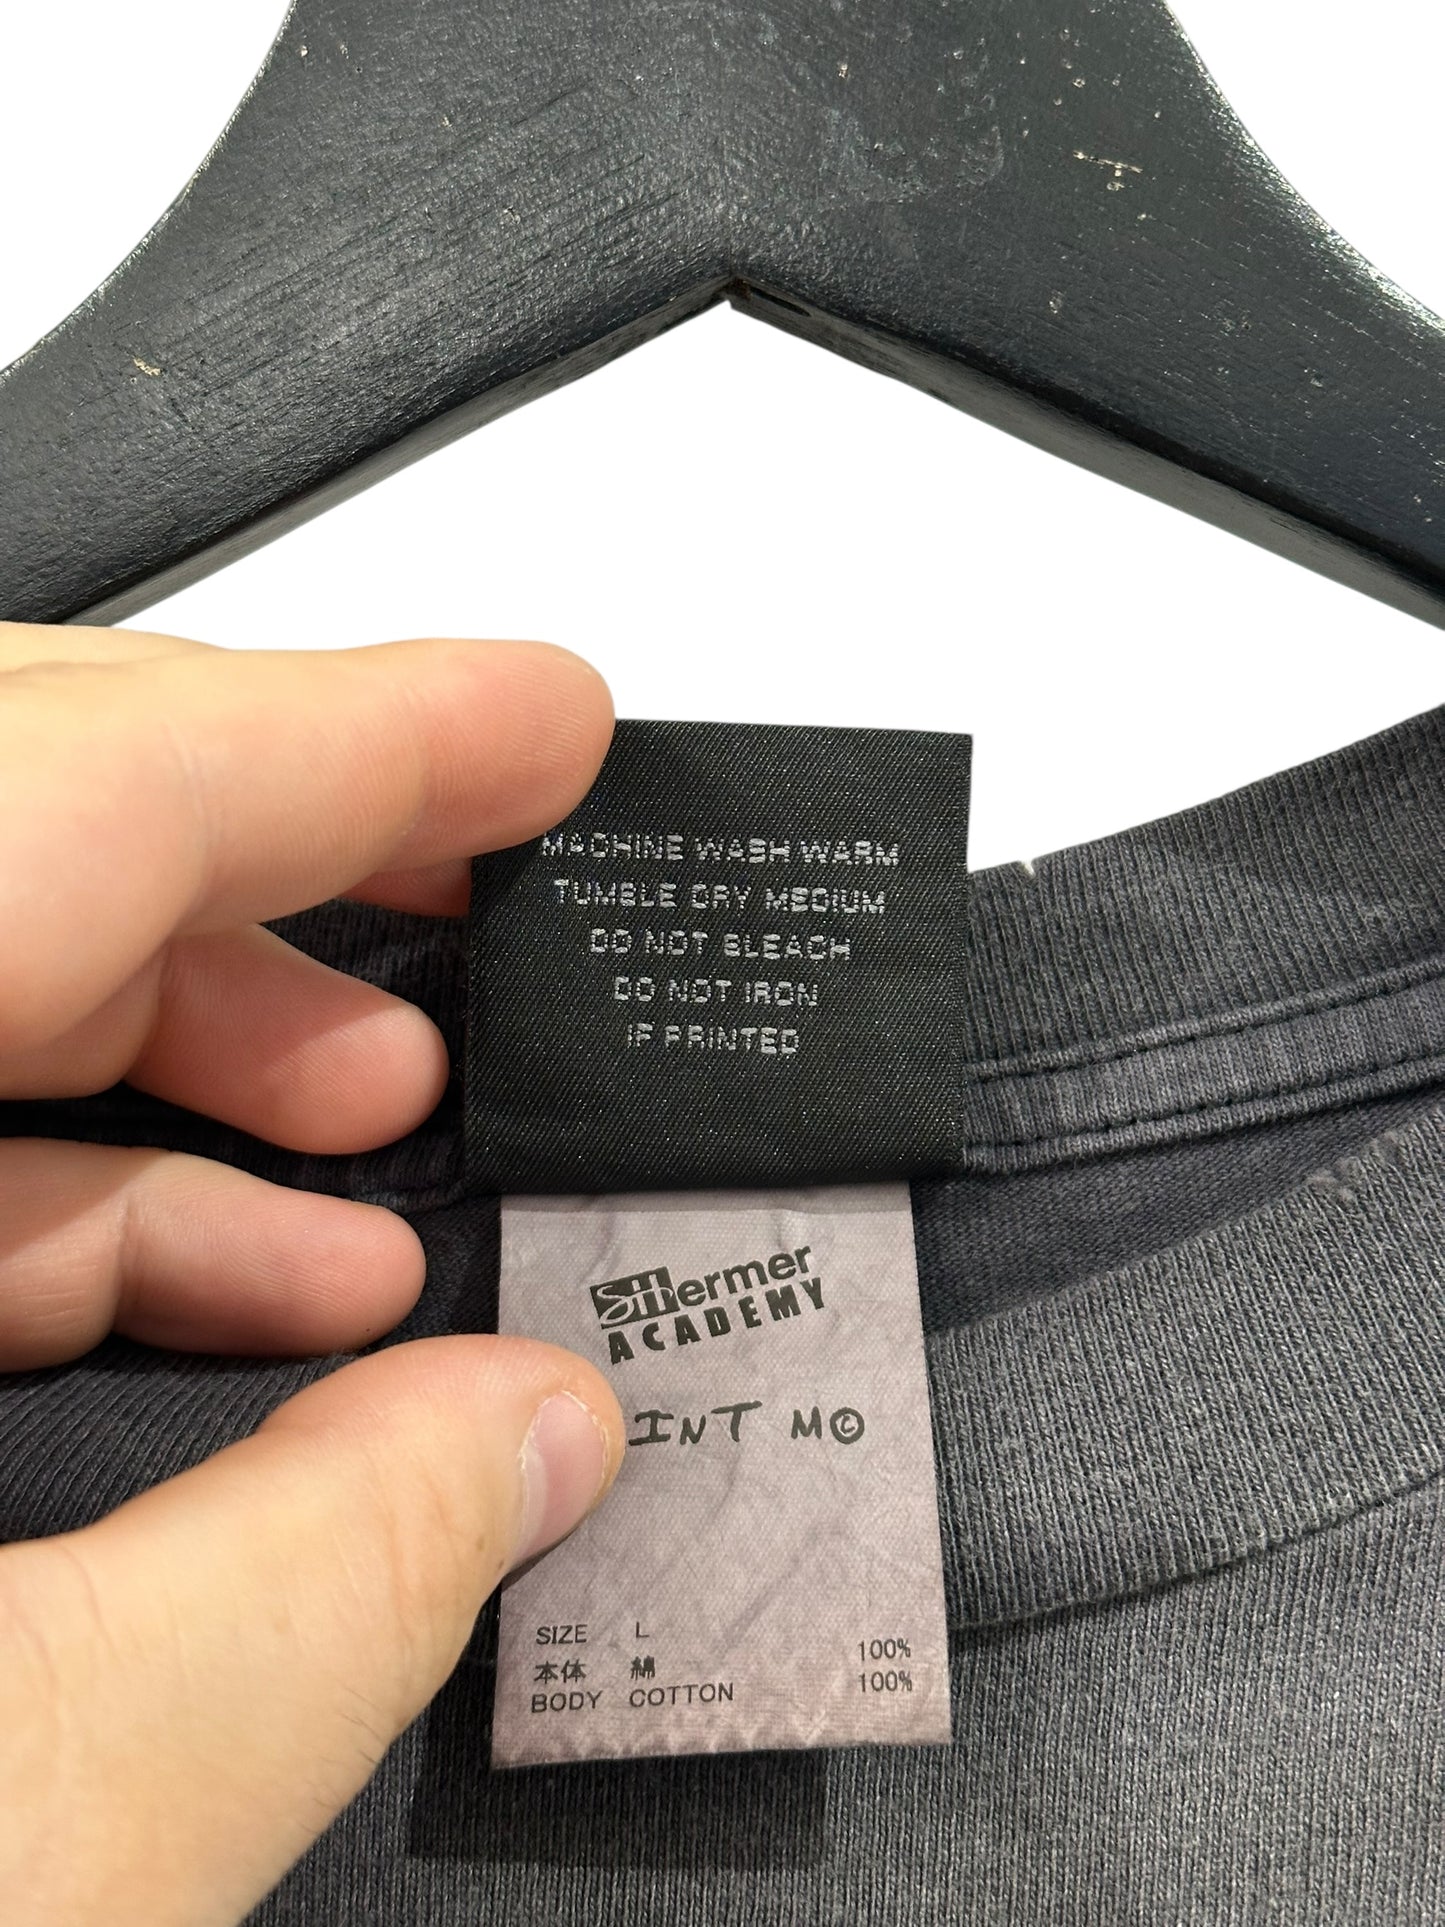 MACHINE WASH WARM
TUMBLE DRY MEDIUM
DO NOT BLEACH
DO NOT IRON
IF PRINTED
SHermer
ACADEMY
INT M©
SIZE L
本体 綿 100%
BODY COTTON 100%